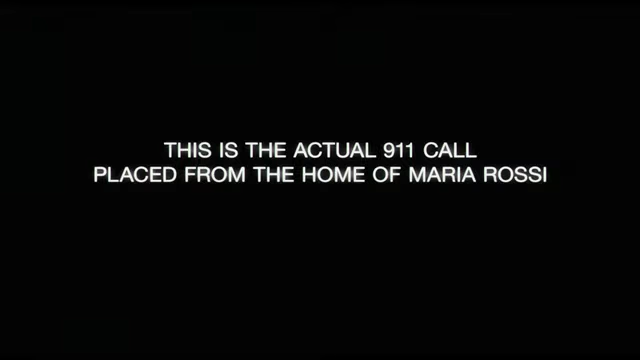 THIS IS THE ACTUAL 911 CALL
PLACED FROM THE HOME OF MARIA ROSSI